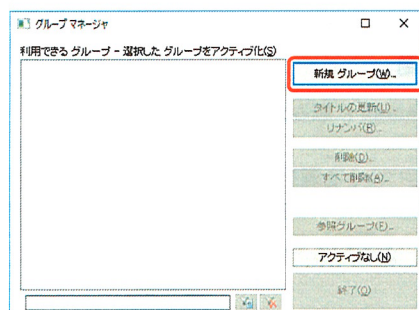 グループ マネージャ
利用できる グループ - 選択した グループをアクティブ化(S)
新規 グループ(W)...
タイトルの更新(U)...
リナンバ(R)...
削除(D)...
すべて削除(A)...
参照グループ(F)...
アクティブなし(N)
終了(Q)